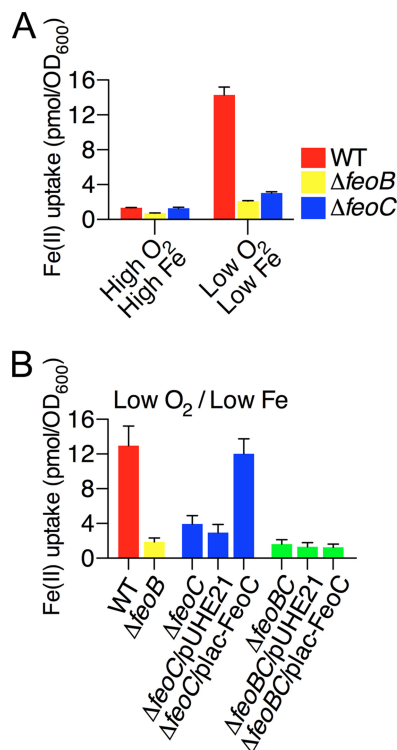 A
Fe(II) uptake (pmol/OD600)
16
12
8
4
0
WT
ΔfeoB
ΔfeoC
High O2
High Fe
Low O2
Low Fe
B
Low O2 / Low Fe
Fe(II) uptake (pmol/OD600)
16
12
8
4
0
WT
ΔfeoB
ΔfeoC
ΔfeoC/pUHE21
ΔfeoC/plac-FeoC
ΔfeoBC
ΔfeoBC/pUHE21
ΔfeoBC/plac-FeoC